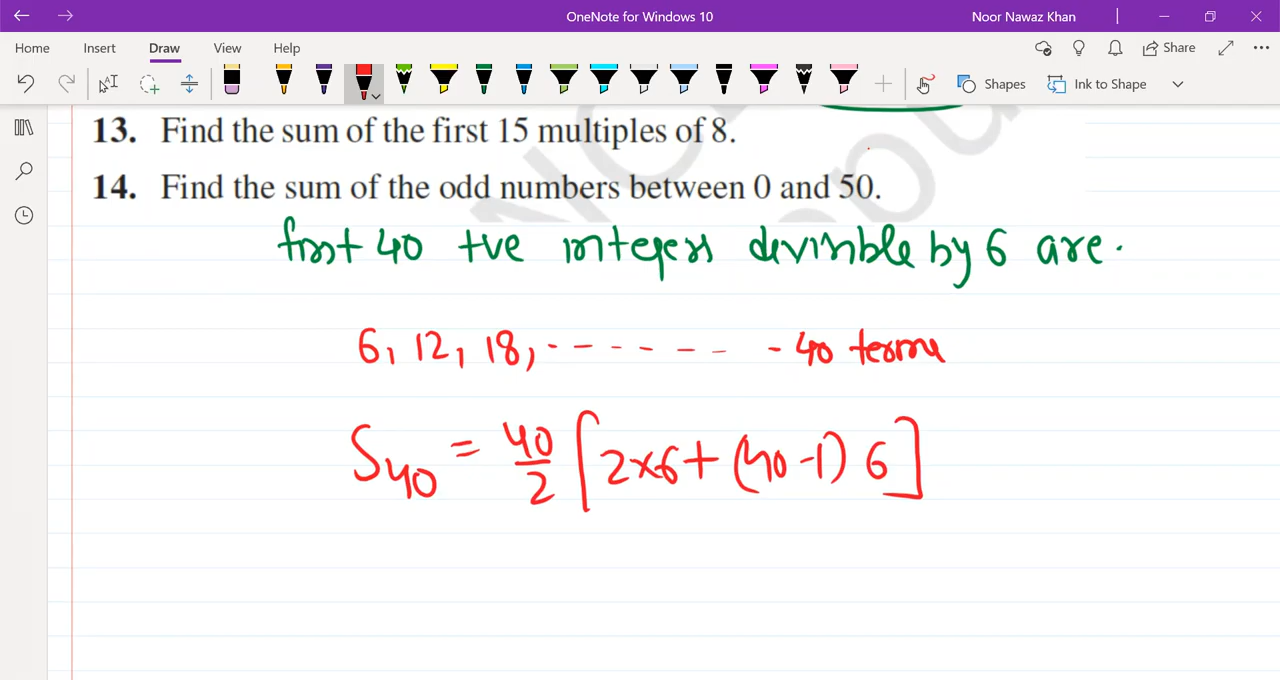 OneNote for Windows 10
Noor Nawaz Khan
Home Insert Draw View Help
Share
Shapes
Ink to Shape
13. Find the sum of the first 15 multiples of 8.
14. Find the sum of the odd numbers between 0 and 50.
first 40 +ve integers divisible by 6 are.
6, 12, 18, - - - - - - - - 40 terms
S40 = 40/2 [2×6+(40-1)6]